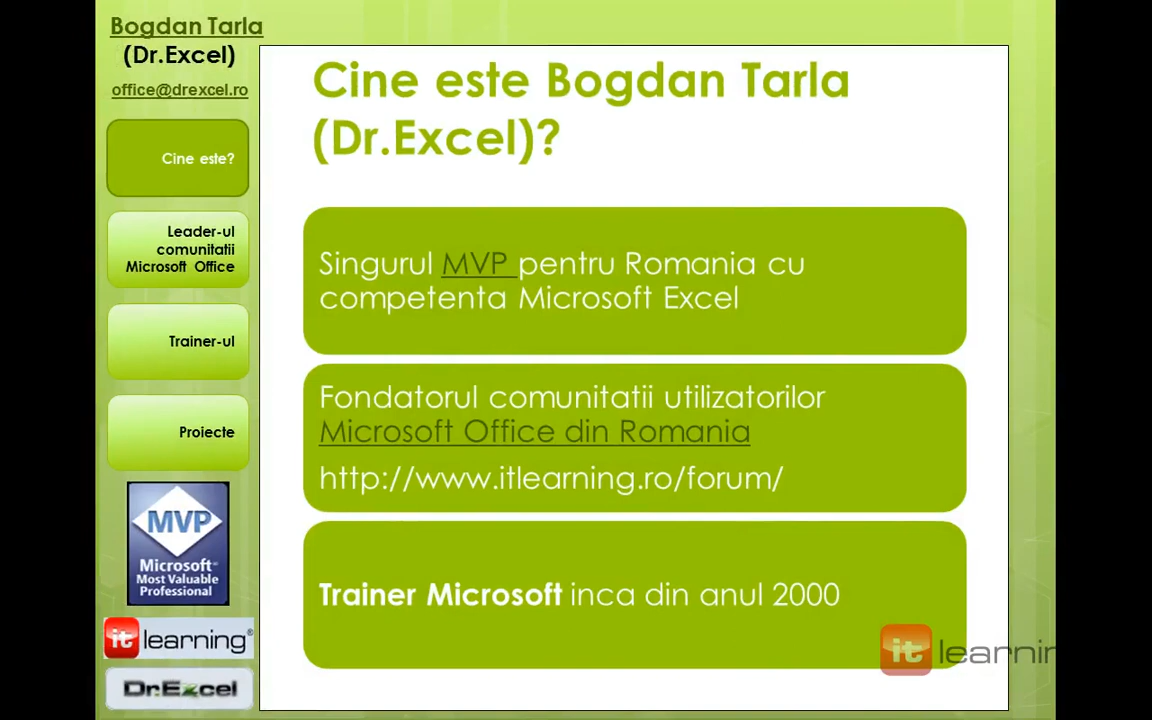 Bogdan Tarla
(Dr.Excel)
office@drexcel.ro
Cine este?
Leader-ul
comunitatii
Microsoft Office
Trainer-ul
Proiecte
MVP
Microsoft
Most Valuable
Professional
it learning®
Dr.Excel
Cine este Bogdan Tarla
(Dr.Excel)?
Singurul MVP pentru Romania cu
competenta Microsoft Excel
Fondatorul comunitatii utilizatorilor
Microsoft Office din Romania
http://www.itlearning.ro/forum/
Trainer Microsoft inca din anul 2000
it learnin